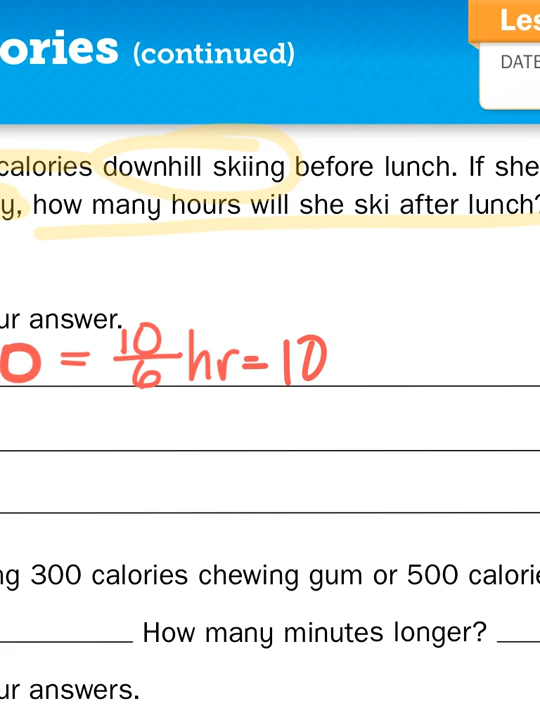 ories (continued)
Les
DATE
calories downhill skiing before lunch. If she
y, how many hours will she ski after lunch?
ur answer.
0 = 10/6 hr = 10
ng 300 calories chewing gum or 500 calorie
How many minutes longer?
ur answers.